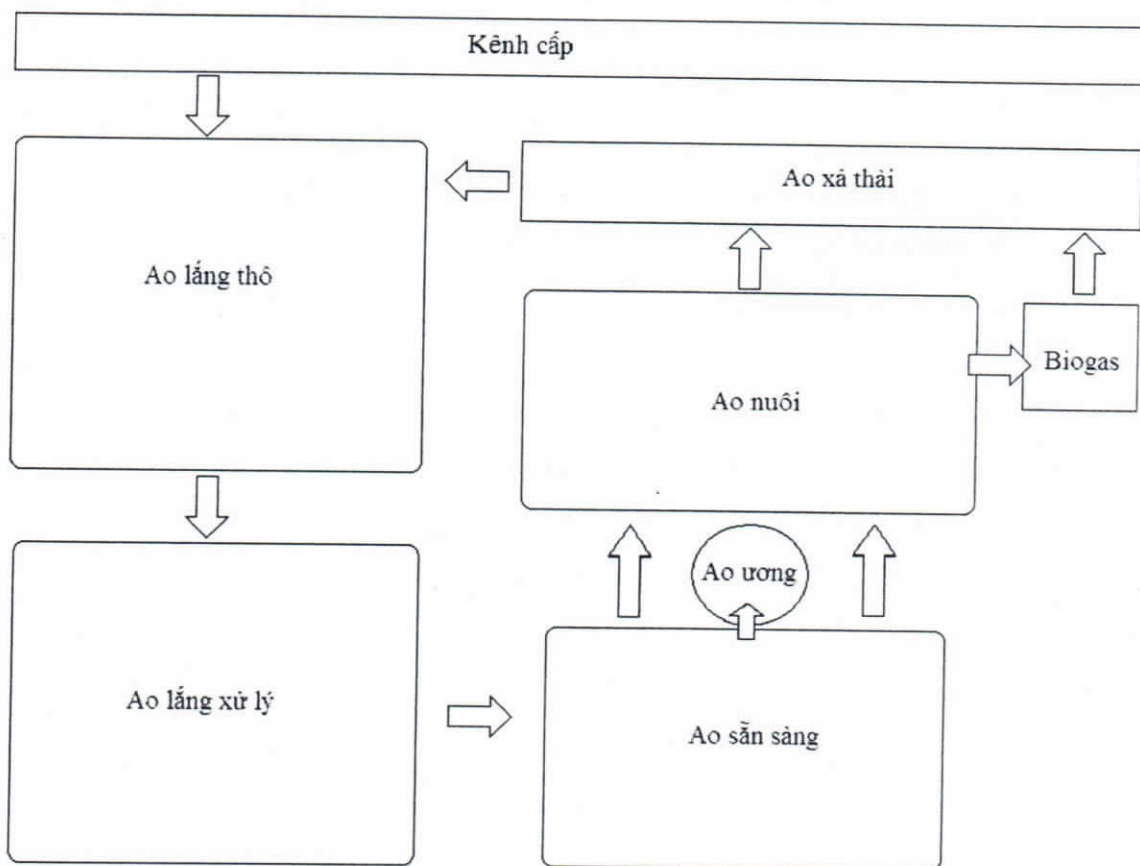 Kênh cấp
Ao xả thải
Ao lắng thô
Biogas
Ao nuôi
Ao ương
Ao lắng xử lý
Ao sẵn sàng